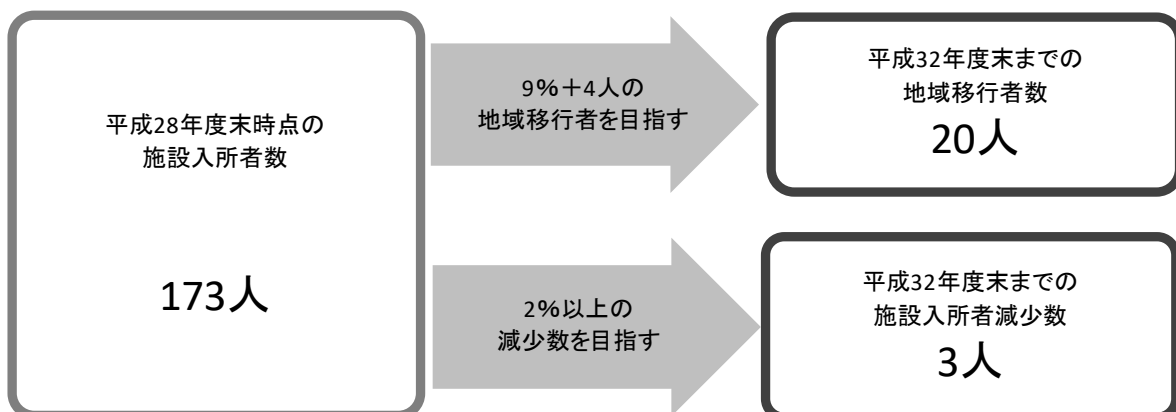 平成28年度末時点の
施設入所者数
173人
9%+4人の
地域移行者を目指す
平成32年度末までの
地域移行者数
20人
2%以上の
減少数を目指す
平成32年度末までの
施設入所者減少数
3人